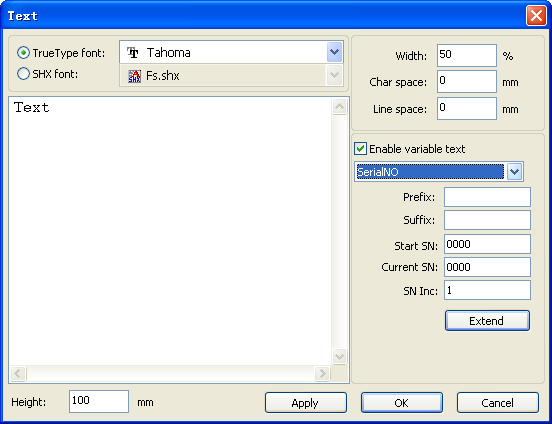 Text
TrueType font: Tahoma
SHX font: Fs.shx
Text
Width: 50 %
Char space: 0 mm
Line space: 0 mm
Enable variable text
SerialNO
Prefix:
Suffix:
Start SN: 0000
Current SN: 0000
SN Inc: 1
Extend
Height: 100 mm
Apply
OK
Cancel